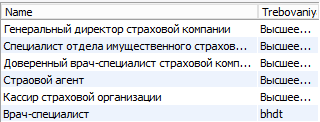 Name Trebovaniy
Генеральный директор страховой компании Высшее...
Специалист отдела имущественного страхов... Высшее...
Доверенный врач-специалист страховой комп... Высшее...
Страовой агент Высшее...
Кассир страховой организации Высшее...
Врач-специалист bhdt